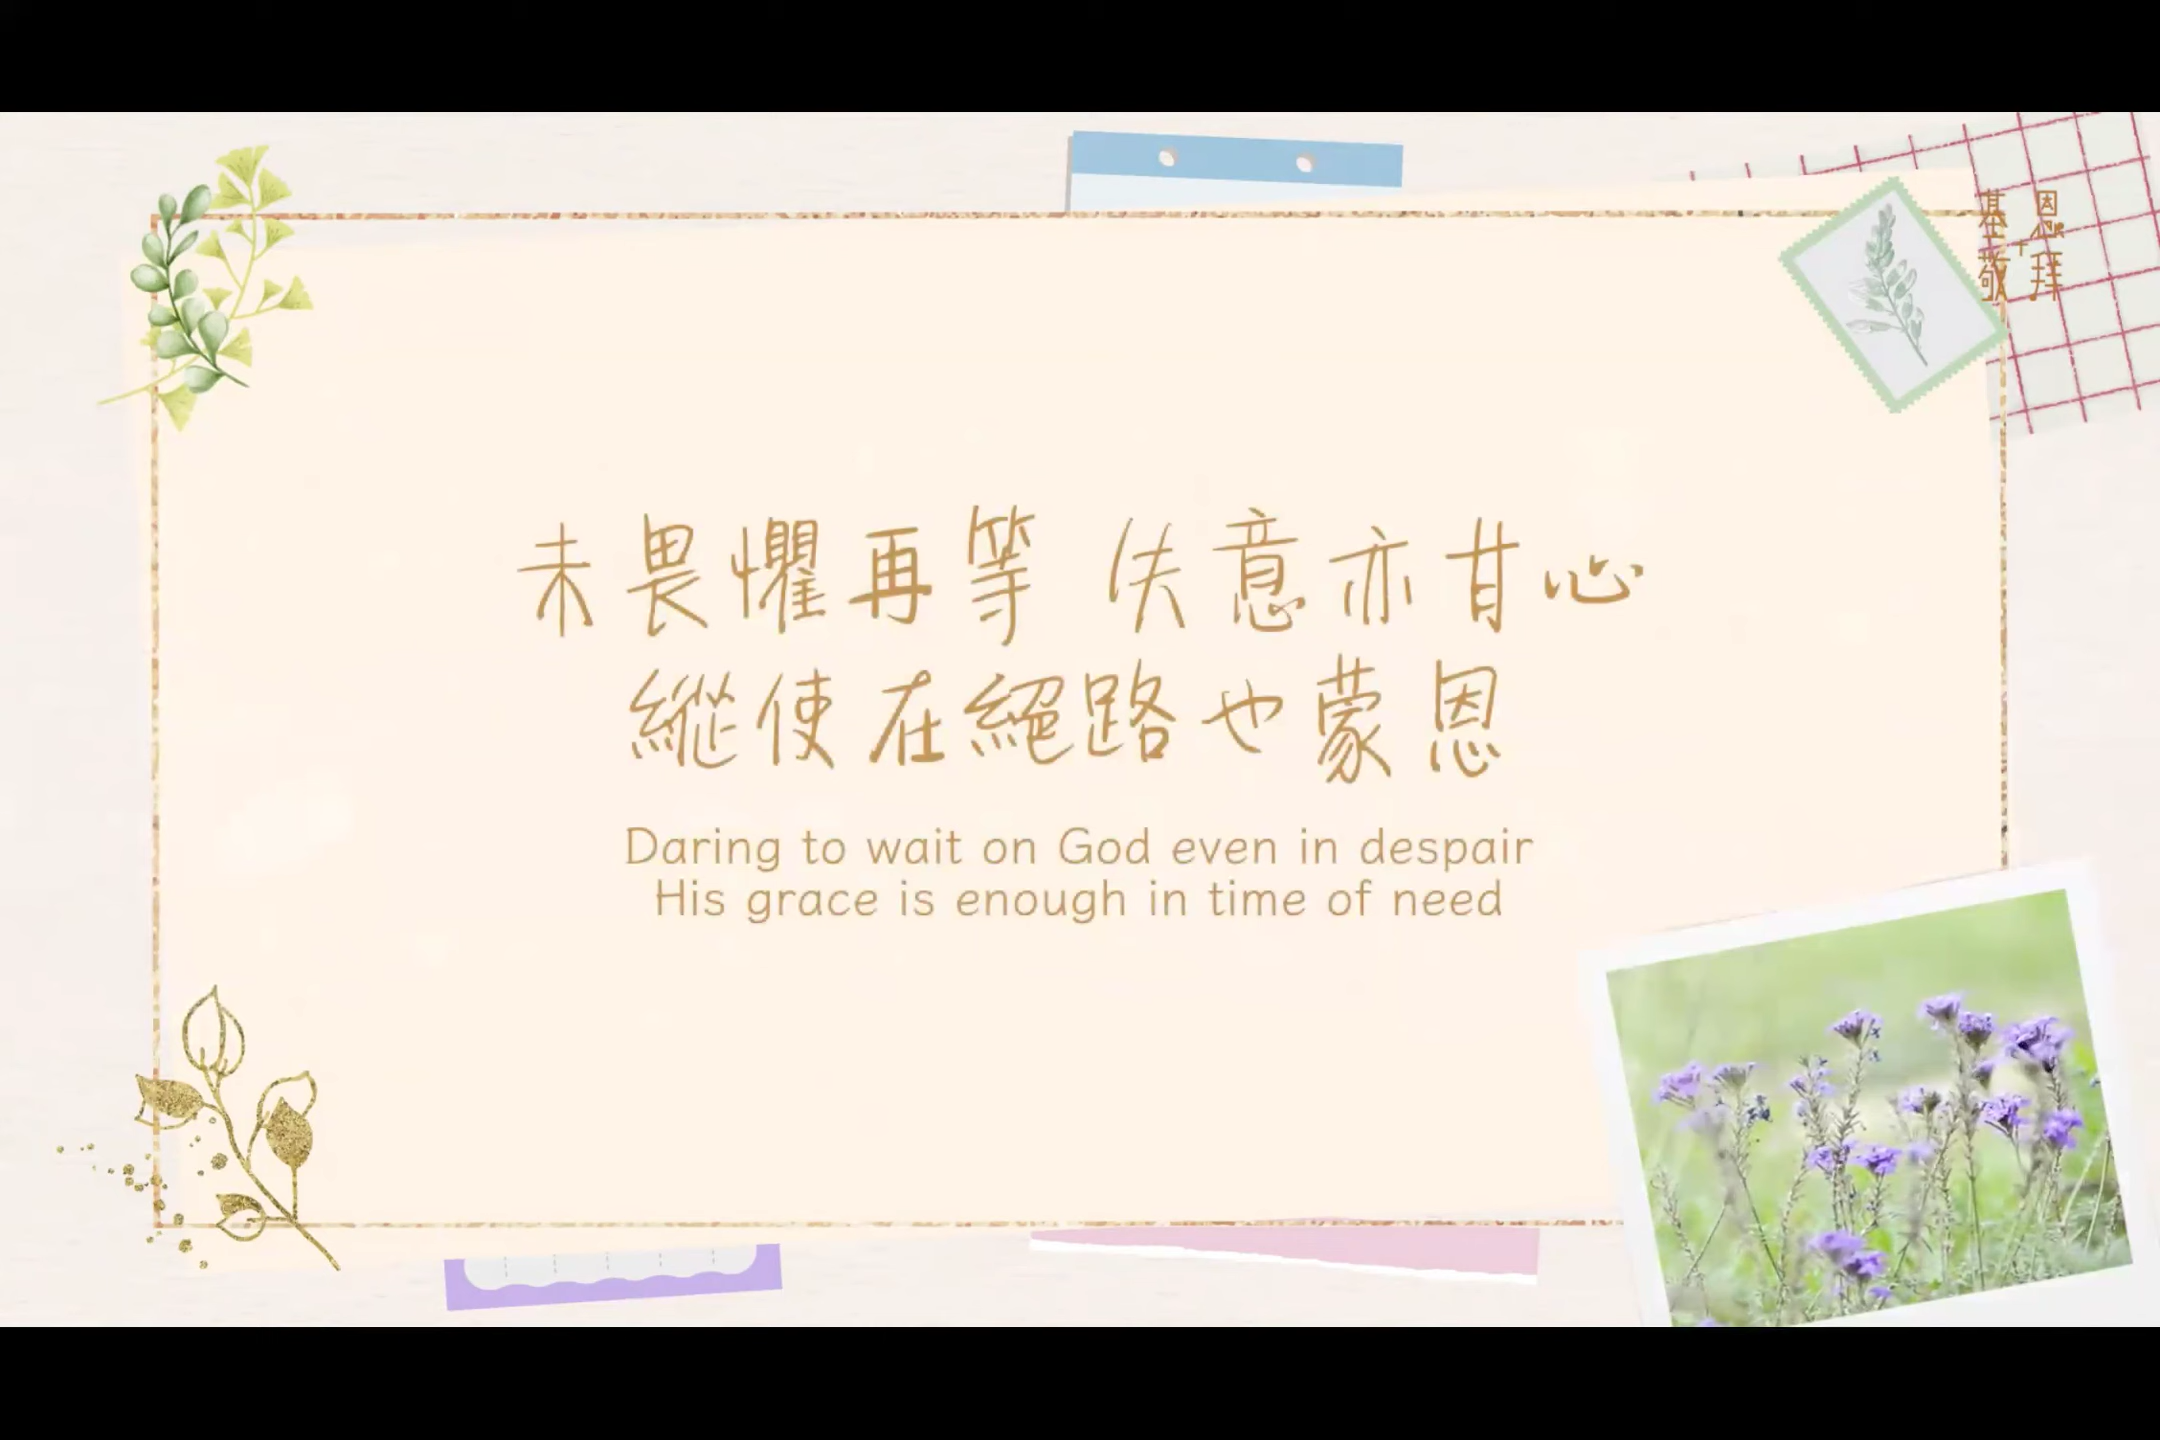 基恩
敬拜
未畏懼再等 失意亦甘心
縱使在絕路也蒙恩
Daring to wait on God even in despair
His grace is enough in time of need